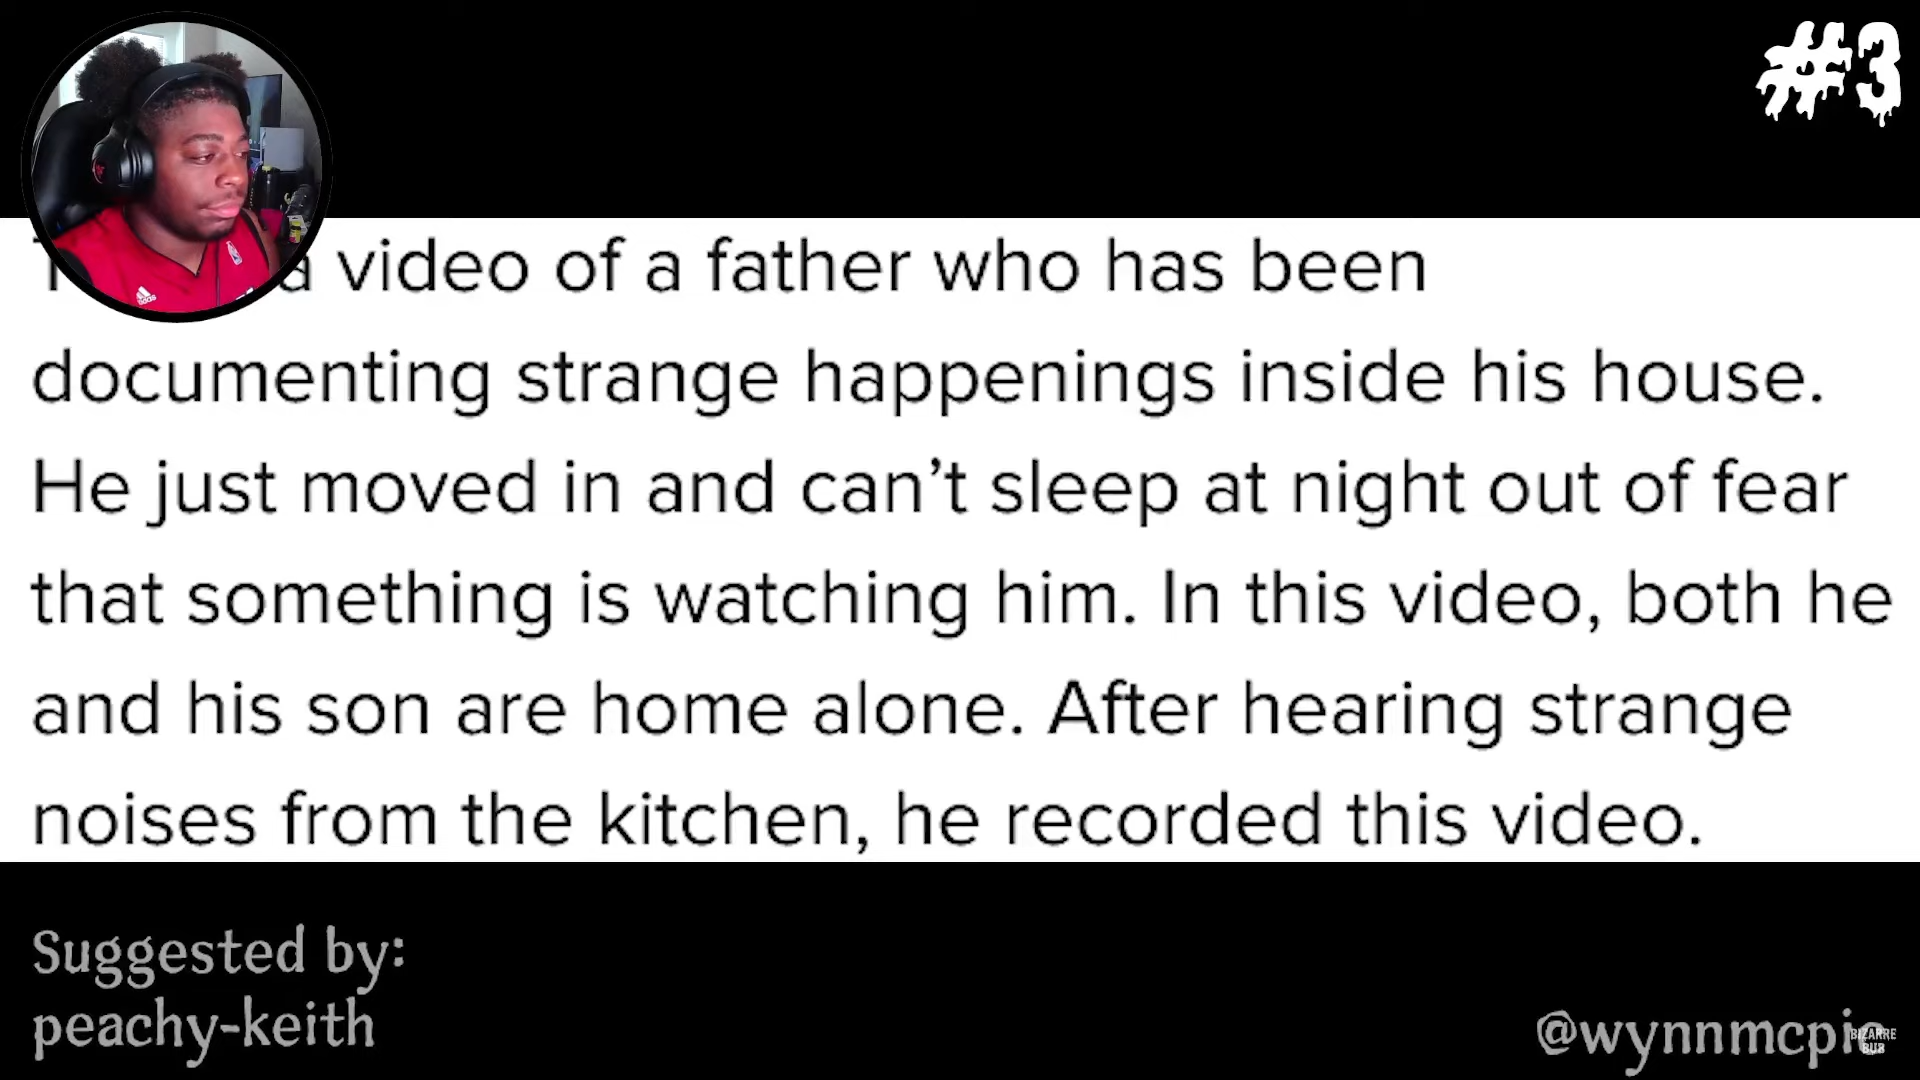 #3
a video of a father who has been
documenting strange happenings inside his house.
He just moved in and can’t sleep at night out of fear
that something is watching him. In this video, both he
and his son are home alone. After hearing strange
noises from the kitchen, he recorded this video.
Suggested by:
peachy-keith
@wynnmcpie
BIZARRE
BUB
adidas